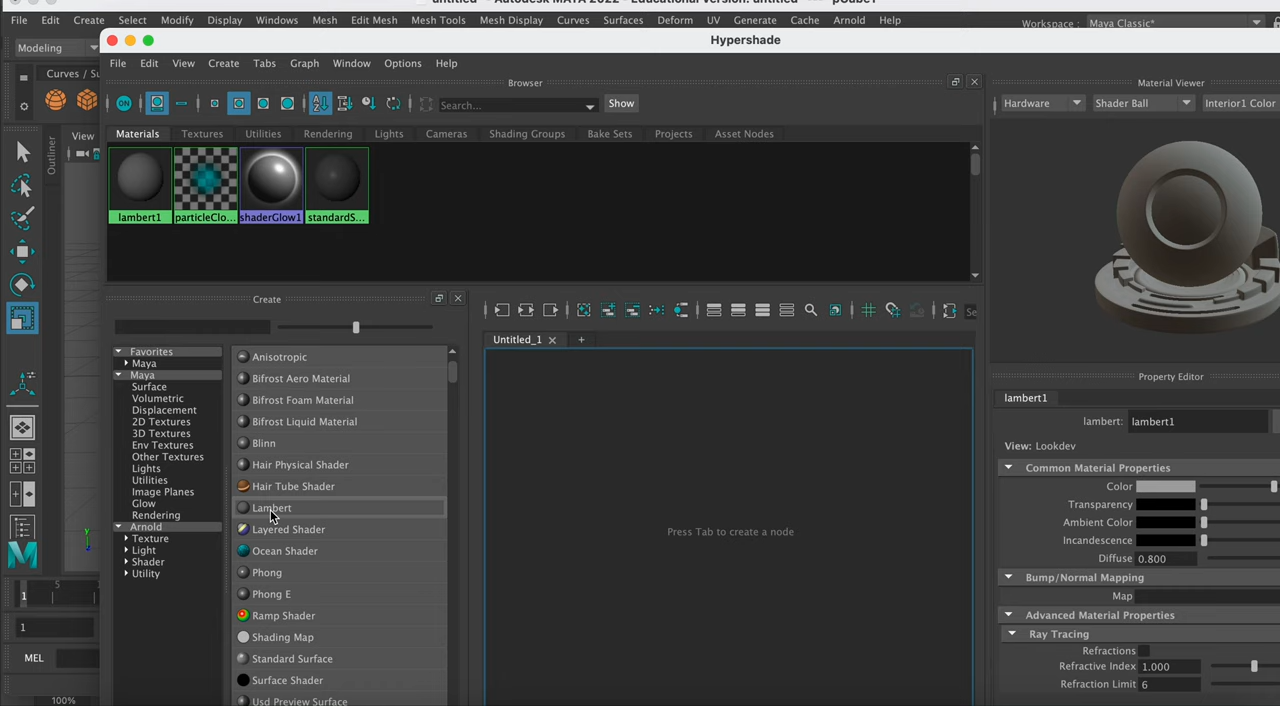 File Edit Create Select Modify Display Windows Mesh Edit Mesh Mesh Tools Mesh Display Curves Surfaces Deform UV Generate Cache Arnold Help Workspace : Maya Classic*
Modeling
Hypershade
File Edit View Create Tabs Graph Window Options Help
Curves / Su
Browser
Material Viewer
ON
Search...
Show
Hardware
Shader Ball
Interior1 Color
Materials Textures Utilities Rendering Lights Cameras Shading Groups Bake Sets Projects Asset Nodes
View
Outliner
lambert1 particleClo... shaderGlow1 standardS...
Create
Favorites
Maya
Maya
Surface
Volumetric
Displacement
2D Textures
3D Textures
Env Textures
Other Textures
Lights
Utilities
Image Planes
Glow
Rendering
Arnold
Texture
Light
Shader
Utility
Anisotropic
Bifrost Aero Material
Bifrost Foam Material
Bifrost Liquid Material
Blinn
Hair Physical Shader
Hair Tube Shader
Lambert
Layered Shader
Ocean Shader
Phong
Phong E
Ramp Shader
Shading Map
Standard Surface
Surface Shader
Usd Preview Surface
Se
Untitled_1
+
Press Tab to create a node
Property Editor
lambert1
lambert: lambert1
View: Lookdev
Common Material Properties
Color
Transparency
Ambient Color
Incandescence
Diffuse 0.800
Bump/Normal Mapping
Map
Advanced Material Properties
Ray Tracing
Refractions
Refractive Index 1.000
Refraction Limit 6
y
1
5
1
MEL
100%